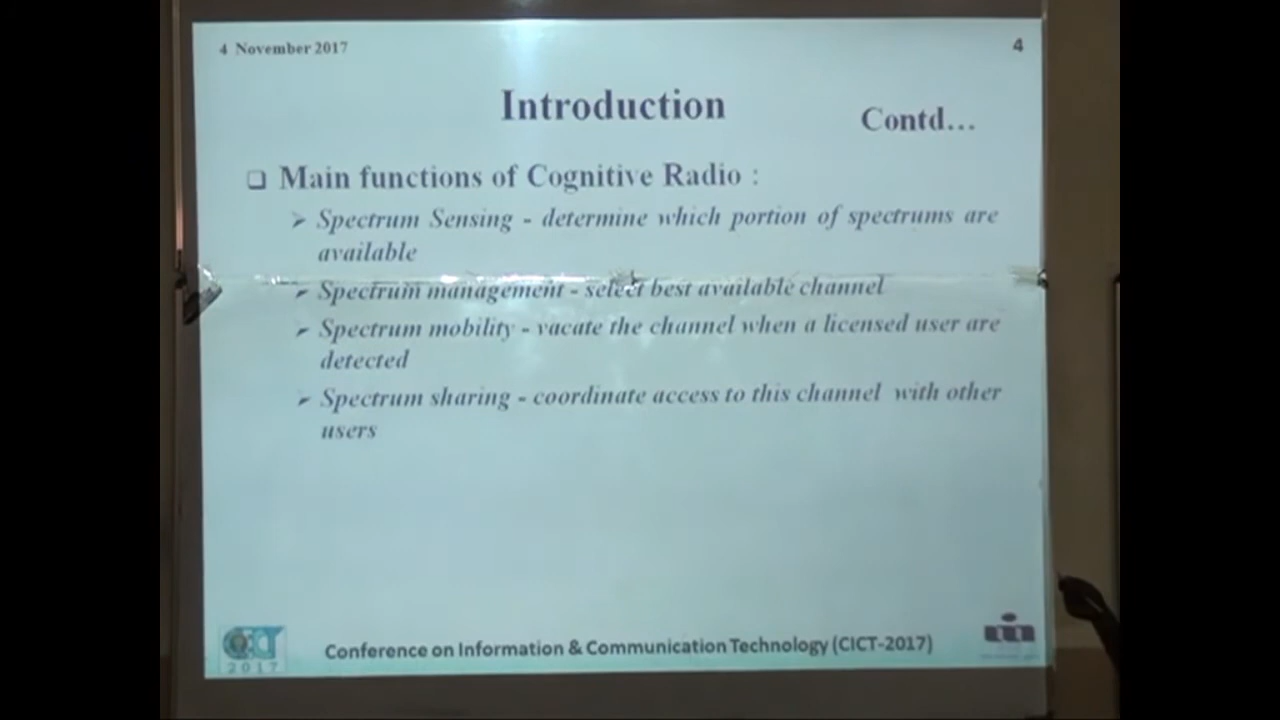 4 November 2017
4
Introduction
Contd...
❑ Main functions of Cognitive Radio :
➢ Spectrum Sensing - determine which portion of spectrums are
available
➢ Spectrum management - select best available channel
➢ Spectrum mobility - vacate the channel when a licensed user are
detected
➢ Spectrum sharing - coordinate access to this channel with other
users
2017
Conference on Information & Communication Technology (CICT-2017)